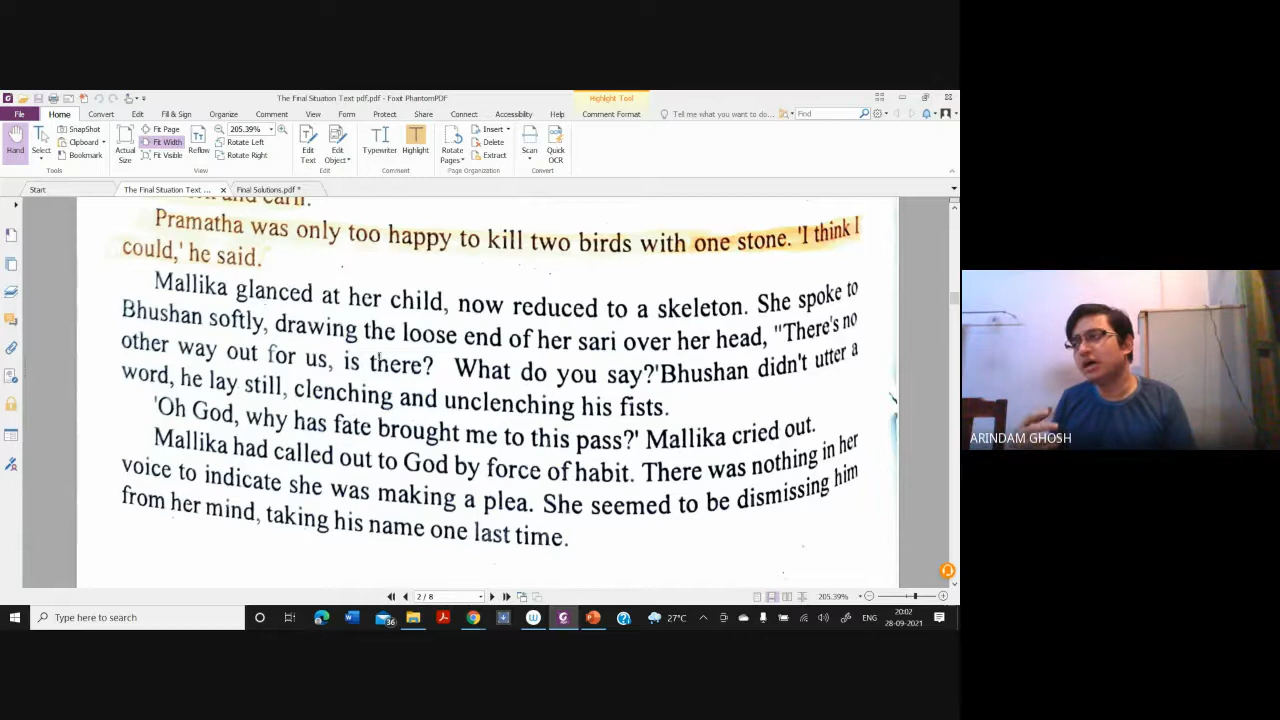 The Final Situation Text pdf.pdf - Foxit PhantomPDF
Highlight Tool
File Home Convert Edit Fill & Sign Organize Comment View Form Protect Share Connect Accessibility Help Comment Format Tell me what you want to do... Find
Hand
Select
SnapShot
Clipboard
Bookmark
Tools
Actual Size
Fit Page
Fit Width
Fit Visible
Reflow
205.39%
Rotate Left
Rotate Right
View
Edit Text
Edit Object
Edit
Typewriter
Highlight
Comment
Rotate Pages
Insert
Delete
Extract
Page Organization
Scan
Quick OCR
Convert
Start
The Final Situation Text ...
Final Solutions.pdf *
and earn.
Pramatha was only too happy to kill two birds with one stone. 'I think I
could,' he said.
Mallika glanced at her child, now reduced to a skeleton. She spoke to
Bhushan softly, drawing the loose end of her sari over her head, "There's no
other way out for us, is there? What do you say?'Bhushan didn't utter a
word, he lay still, clenching and unclenching his fists.
'Oh God, why has fate brought me to this pass?' Mallika cried out.
Mallika had called out to God by force of habit. There was nothing in her
voice to indicate she was making a plea. She seemed to be dismissing him
from her mind, taking his name one last time.
ARINDAM GHOSH
2 / 8
205.39%
Type here to search
36
27°C
ENG
20:02
28-09-2021